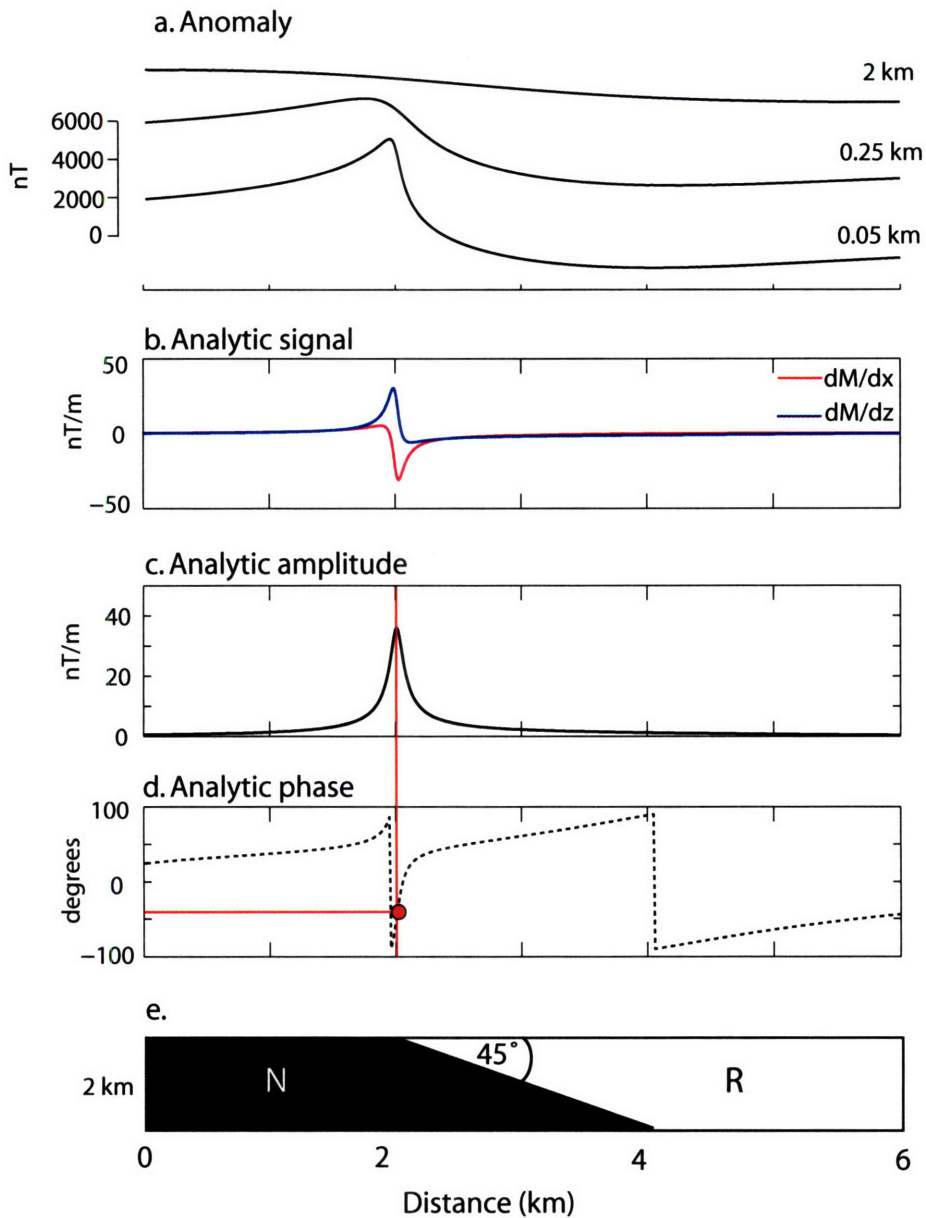 a. Anomaly
2 km
6000
4000
2000
0
nT
0.25 km
0.05 km
b. Analytic signal
50
0
−50
nT/m
dM/dx
dM/dz
c. Analytic amplitude
40
20
0
nT/m
d. Analytic phase
100
0
−100
degrees
e.
45°
N
R
2 km
0
2
4
6
Distance (km)